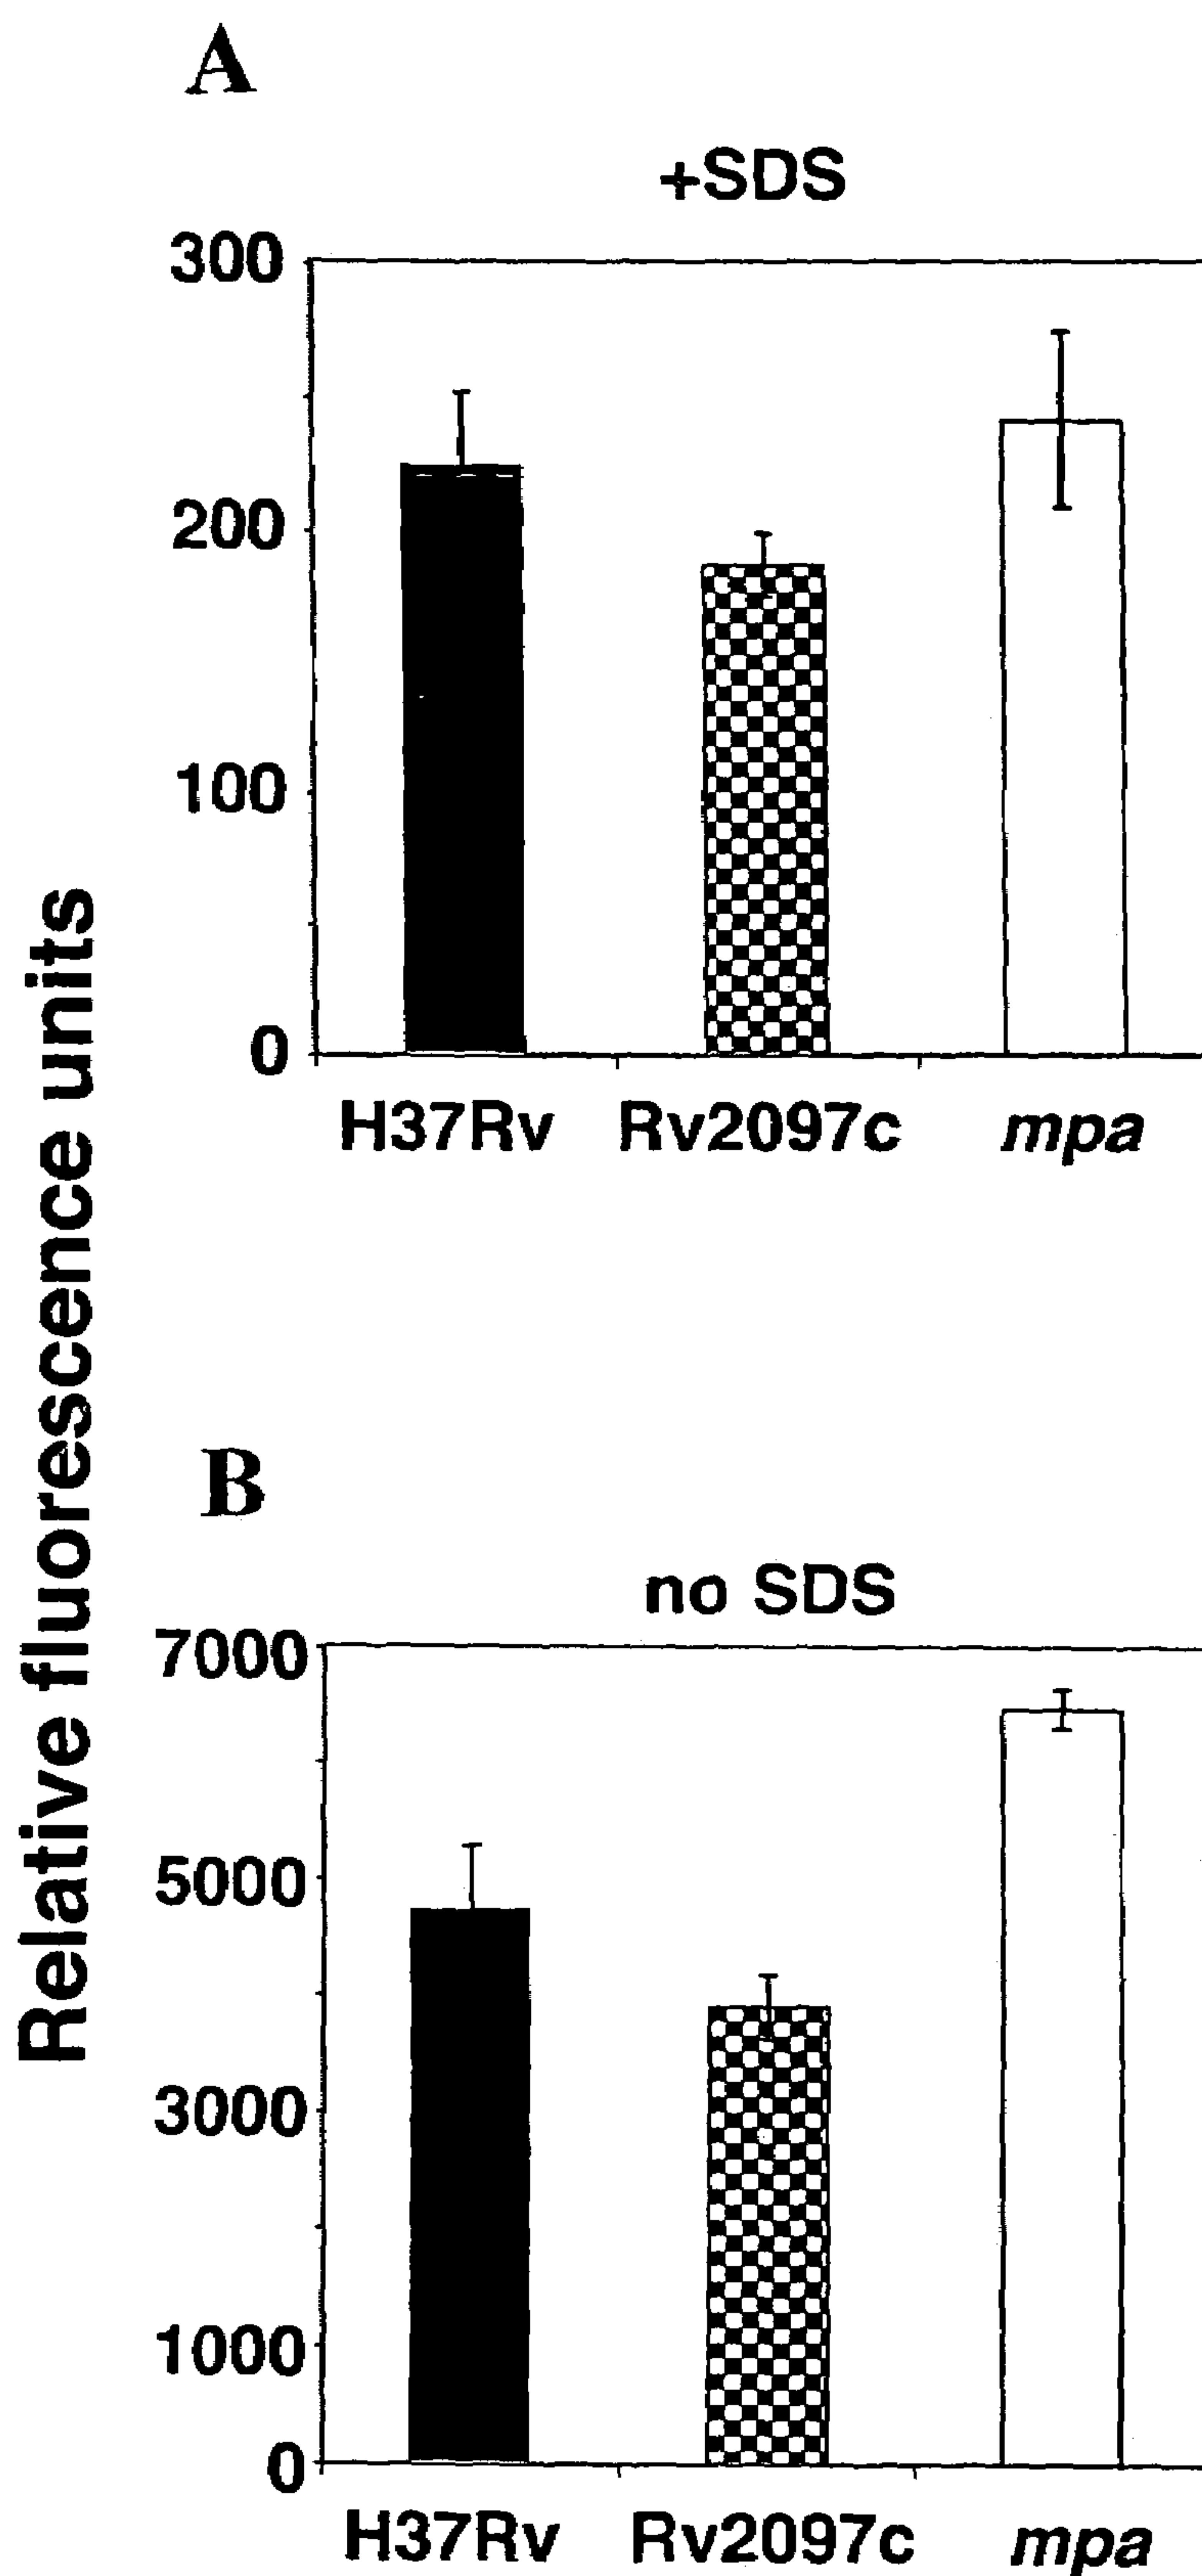 A
+SDS
300
200
100
0
H37Rv Rv2097c mpa
Relative fluorescence units
B
no SDS
7000
5000
3000
1000
0
H37Rv Rv2097c mpa